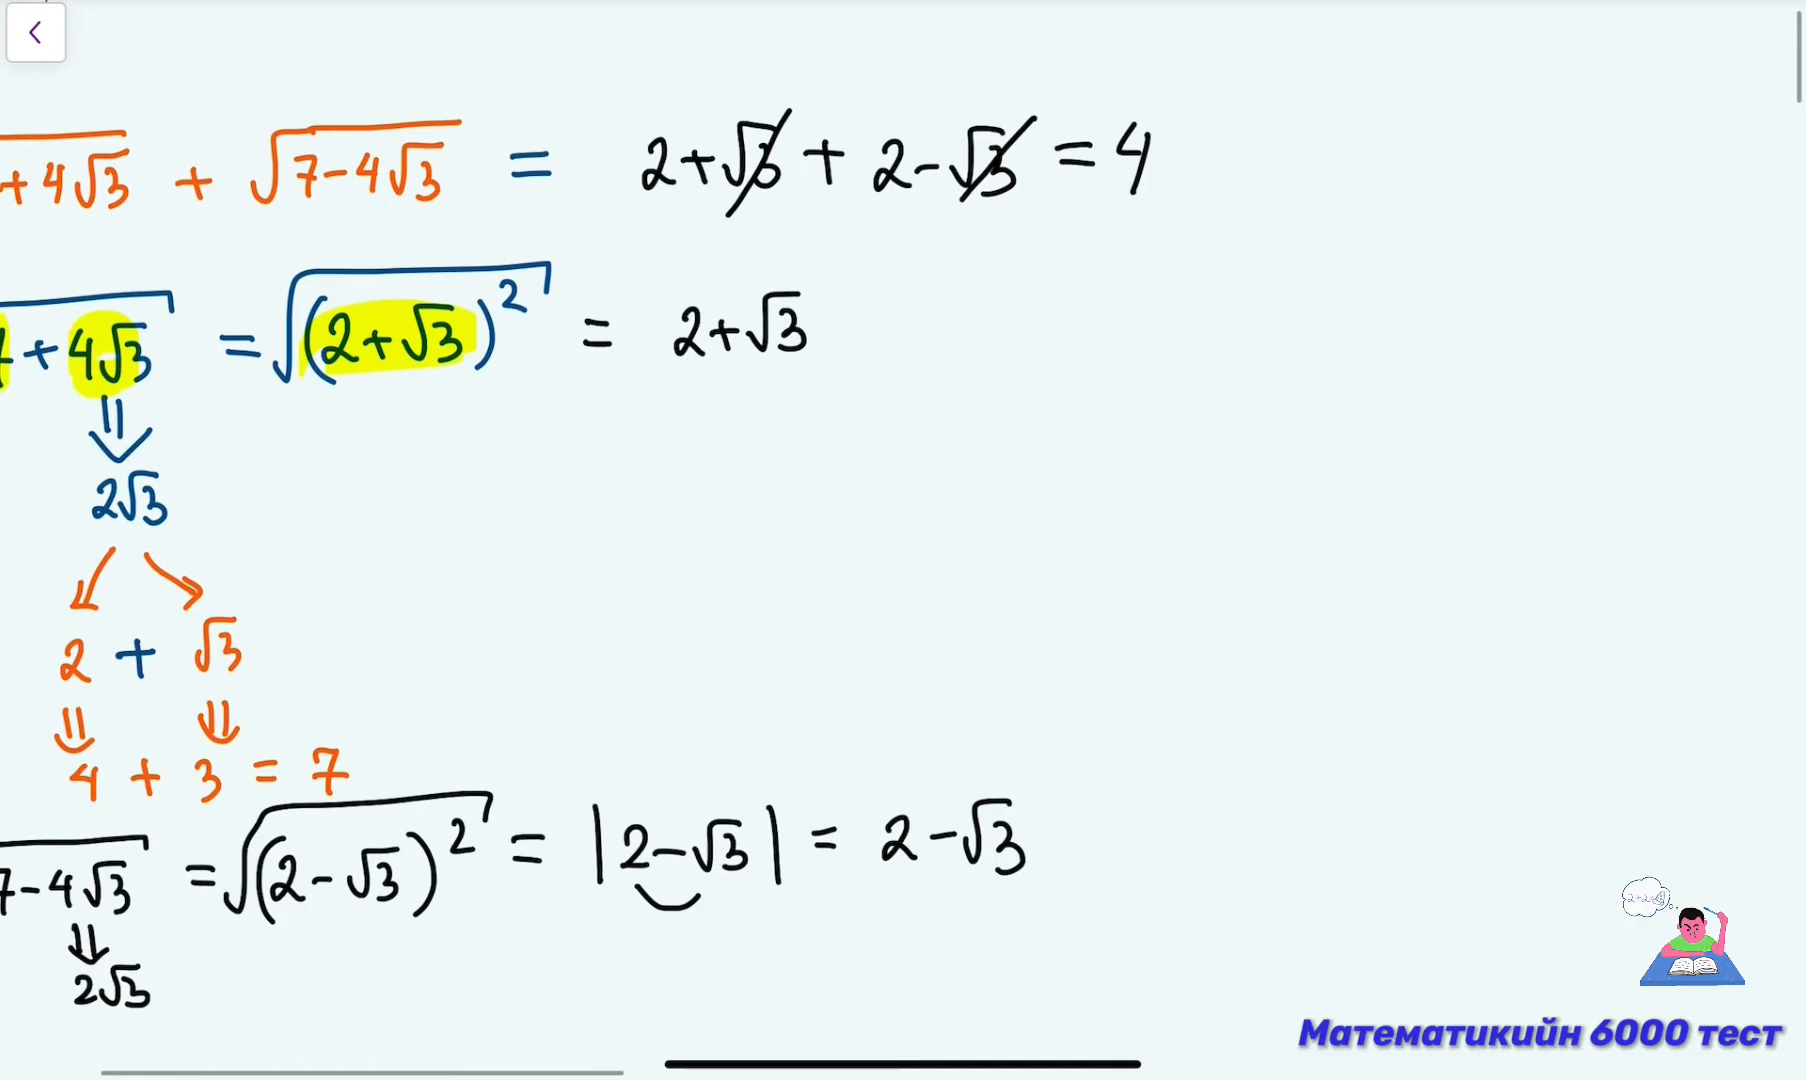 + 4√3 + √(7-4√3) = 2+√3 + 2-√3 = 4
+ 4√3 = √(2+√3)² = 2+√3
2√3
2 + √3
4 + 3 = 7
7-4√3 = √(2-√3)² = |2-√3| = 2-√3
2√3
Математикийн 6000 тест